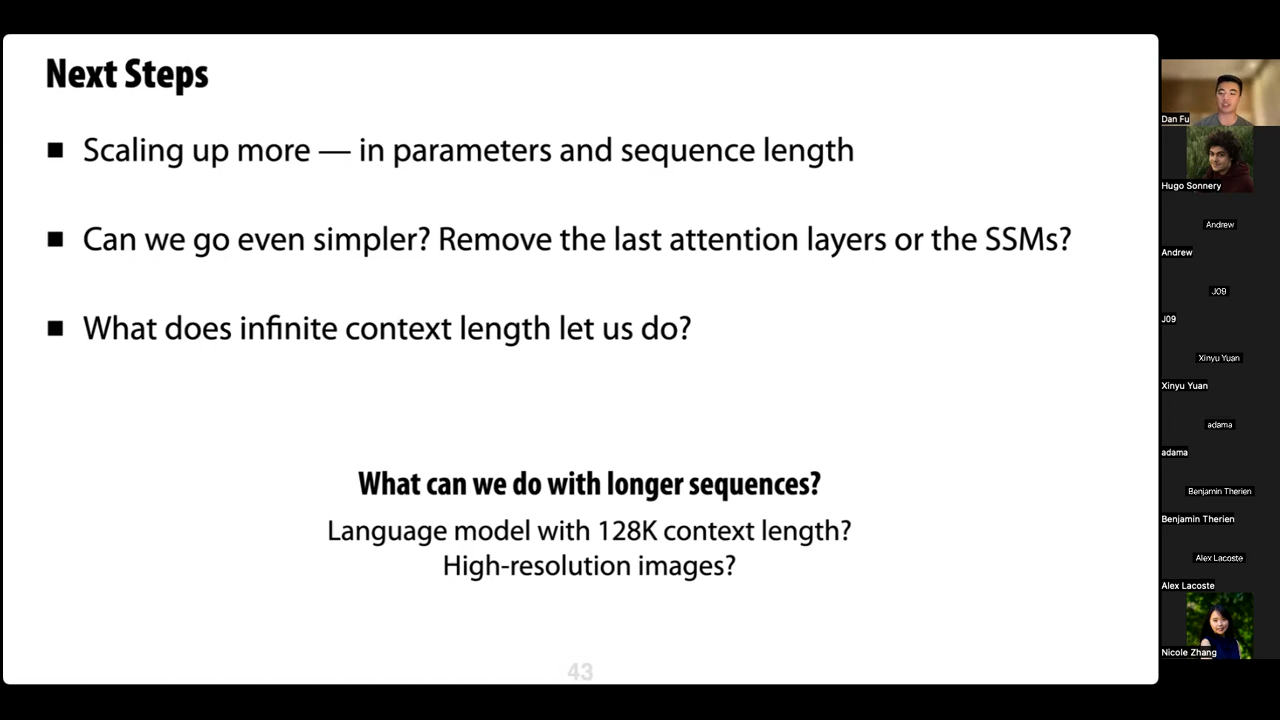 Next Steps
■ Scaling up more — in parameters and sequence length
■ Can we go even simpler? Remove the last attention layers or the SSMs?
■ What does infinite context length let us do?
What can we do with longer sequences?
Language model with 128K context length?
High-resolution images?
43
Dan Fu
Hugo Sonnery
Andrew
Andrew
J09
J09
Xinyu Yuan
Xinyu Yuan
adama
adama
Benjamin Therien
Benjamin Therien
Alex Lacoste
Alex Lacoste
Nicole Zhang